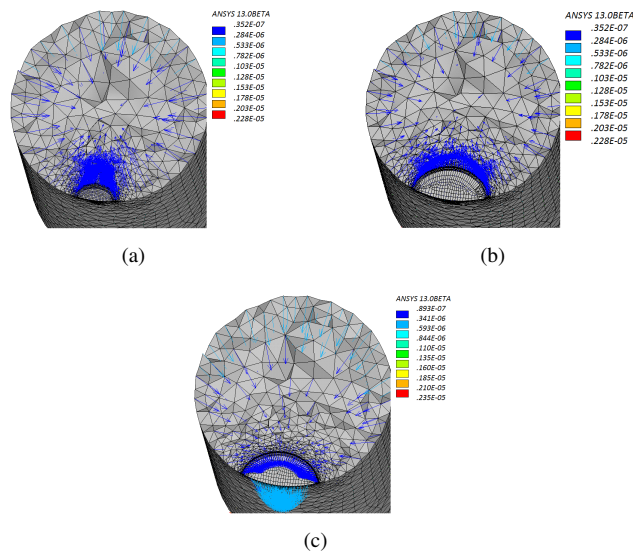 ANSYS 13.0BETA
.352E-07
.284E-06
.533E-06
.782E-06
.103E-05
.128E-05
.153E-05
.178E-05
.203E-05
.228E-05
(a)
ANSYS 13.0BETA
.352E-07
.284E-06
.533E-06
.782E-06
.103E-05
.128E-05
.153E-05
.178E-05
.203E-05
.228E-05
(b)
ANSYS 13.0BETA
.893E-07
.341E-06
.593E-06
.844E-06
.110E-05
.135E-05
.160E-05
.185E-05
.210E-05
.235E-05
(c)